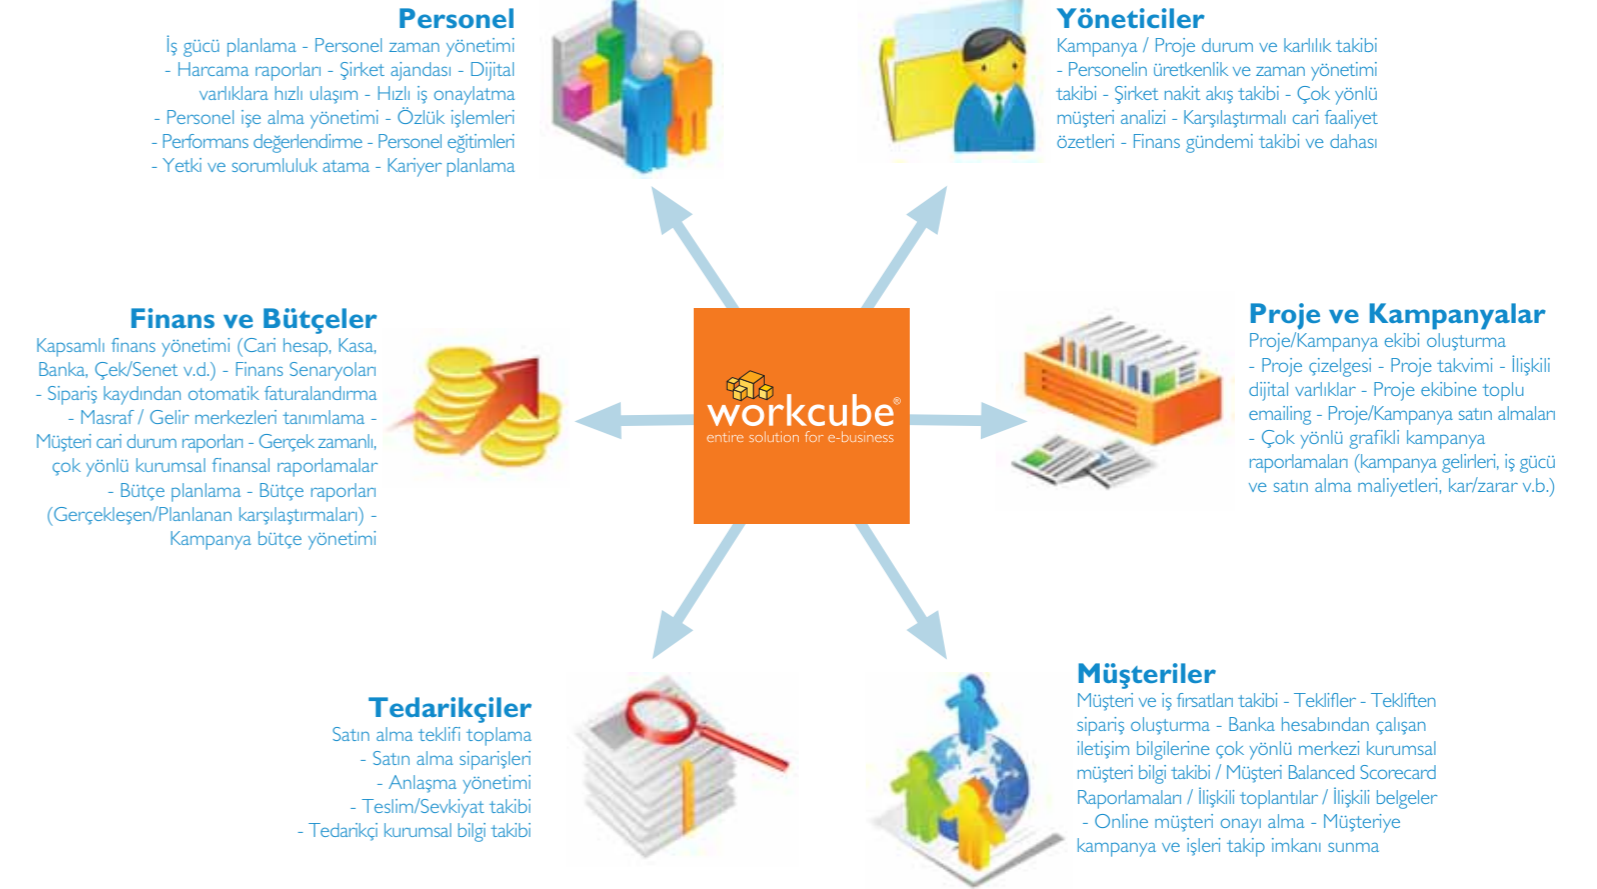 Personel
İş gücü planlama - Personel zaman yönetimi
- Harcama raporları - Şirket ajandası - Dijital
varlıklara hızlı ulaşım - Hızlı iş onaylatma
- Personel işe alma yönetimi - Özlük işlemleri
- Performans değerlendirme - Personel eğitimleri
- Yetki ve sorumluluk atama - Kariyer planlama
Yöneticiler
Kampanya / Proje durum ve karlılık takibi
- Personelin üretkenlik ve zaman yönetimi
takibi - Şirket nakit akış takibi - Çok yönlü
müşteri analizi - Karşılaştırmalı cari faaliyet
özetleri - Finans gündemi takibi ve dahası
Finans ve Bütçeler
Kapsamlı finans yönetimi (Cari hesap, Kasa,
Banka, Çek/Senet v.d.) - Finans Senaryoları
- Sipariş kaydından otomatik faturalandırma
- Masraf / Gelir merkezleri tanımlama -
Müşteri cari durum raporları - Gerçek zamanlı,
çok yönlü kurumsal finansal raporlamalar
- Bütçe planlama - Bütçe raporları
(Gerçekleşen/Planlanan karşılaştırmaları) -
Kampanya bütçe yönetimi
workcube®
entire solution for e-business
Proje ve Kampanyalar
Proje/Kampanya ekibi oluşturma
- Proje çizelgesi - Proje takvimi - İlişkili
dijital varlıklar - Proje ekibine toplu
emailing - Proje/Kampanya satın almaları
- Çok yönlü grafikli kampanya
raporlamaları (kampanya gelirleri, iş gücü
ve satın alma maliyetleri, kar/zarar v.b.)
Tedarikçiler
Satın alma teklifi toplama
- Satın alma siparişleri
- Anlaşma yönetimi
- Teslim/Sevkiyat takibi
- Tedarikçi kurumsal bilgi takibi
Müşteriler
Müşteri ve iş fırsatları takibi - Teklifler - Tekliften
sipariş oluşturma - Banka hesabından çalışan
iletişim bilgilerine çok yönlü merkezi kurumsal
müşteri bilgi takibi / Müşteri Balanced Scorecard
Raporlamaları / İlişkili toplantılar / İlişkili belgeler
- Online müşteri onayı alma - Müşteriye
kampanya ve işleri takip imkanı sunma